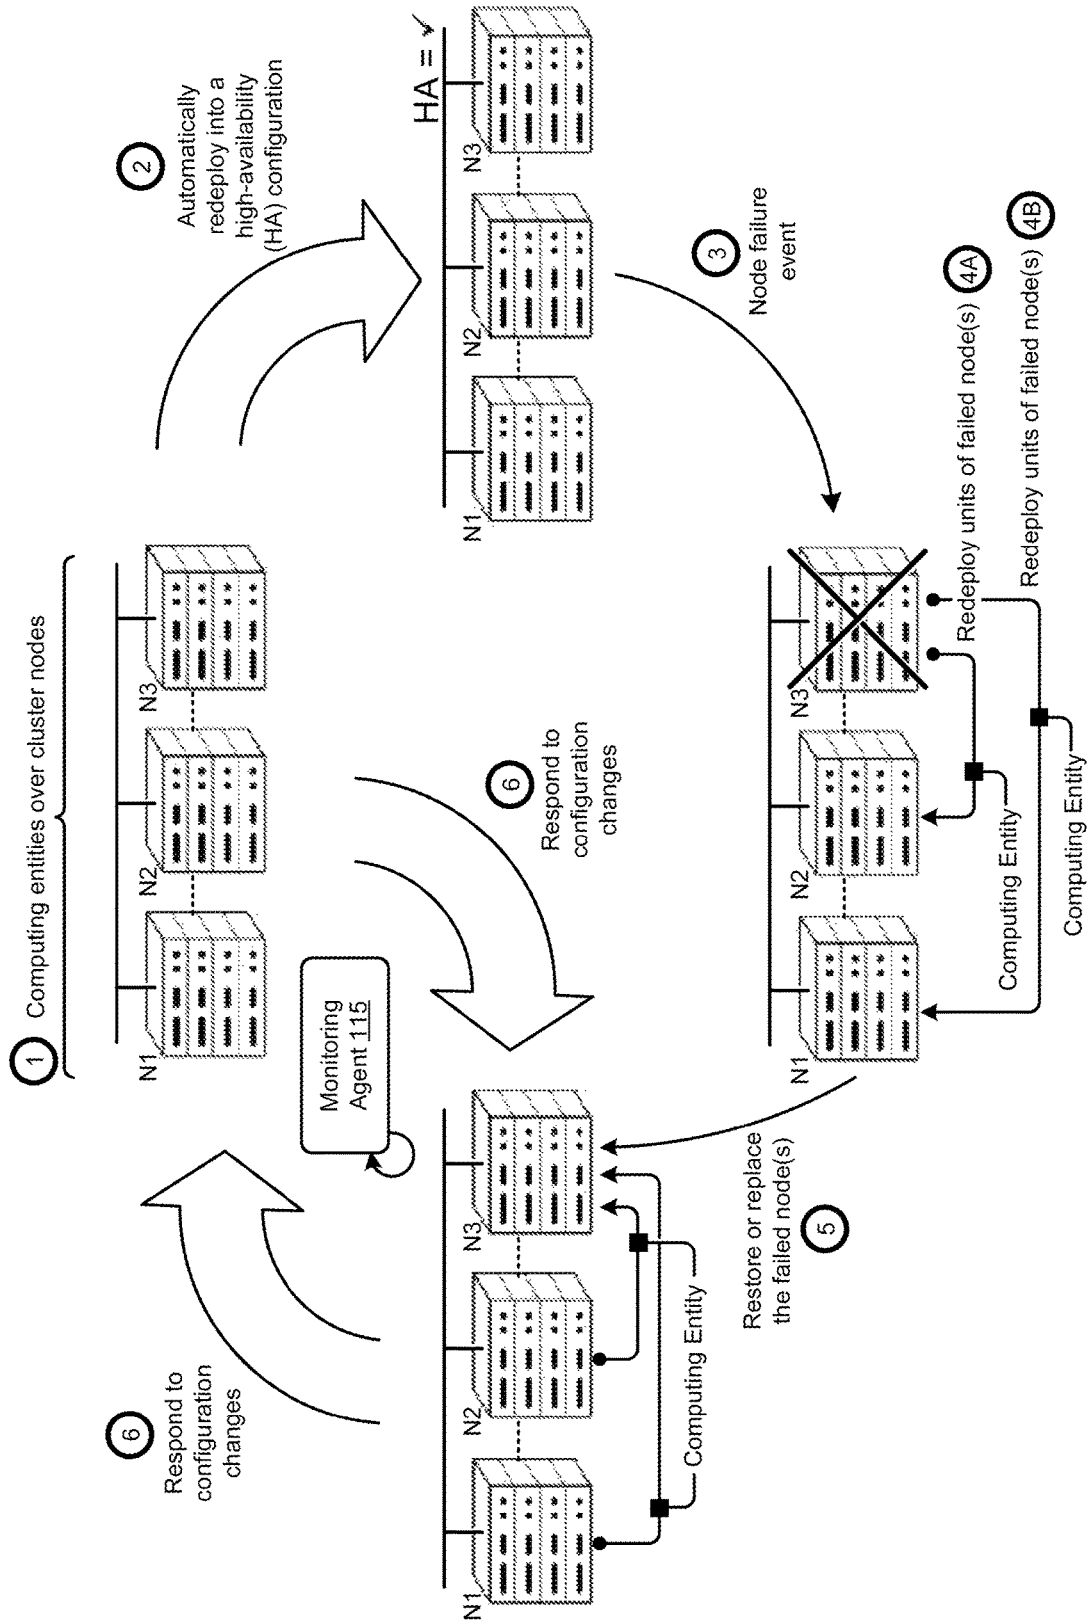 1
Computing entities over cluster nodes
N1
N2
N3
2
Automatically
redeploy into a
high-availability
(HA) configuration
HA = ✓
N1
N2
N3
3
Node failure
event
N1
N2
N3
Redeploy units of failed node(s)
4A
Redeploy units of failed node(s)
4B
Computing Entity
Computing Entity
Restore or replace
the failed node(s)
5
N1
N2
N3
Computing Entity
Monitoring
Agent 115
6
Respond to
configuration
changes
6
Respond to
configuration
changes